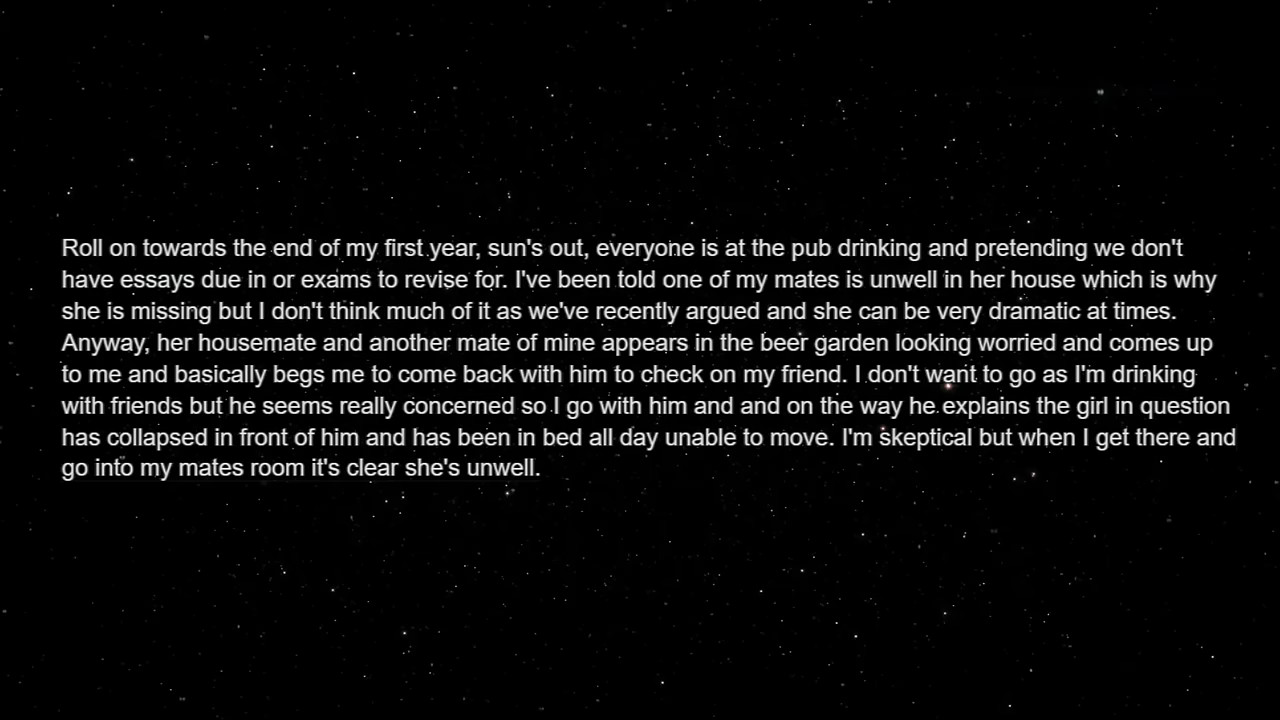 Roll on towards the end of my first year, sun's out, everyone is at the pub drinking and pretending we don't
have essays due in or exams to revise for. I've been told one of my mates is unwell in her house which is why
she is missing but I don't think much of it as we've recently argued and she can be very dramatic at times.
Anyway, her housemate and another mate of mine appears in the beer garden looking worried and comes up
to me and basically begs me to come back with him to check on my friend. I don't want to go as I'm drinking
with friends but he seems really concerned so I go with him and and on the way he explains the girl in question
has collapsed in front of him and has been in bed all day unable to move. I'm skeptical but when I get there and
go into my mates room it's clear she's unwell.